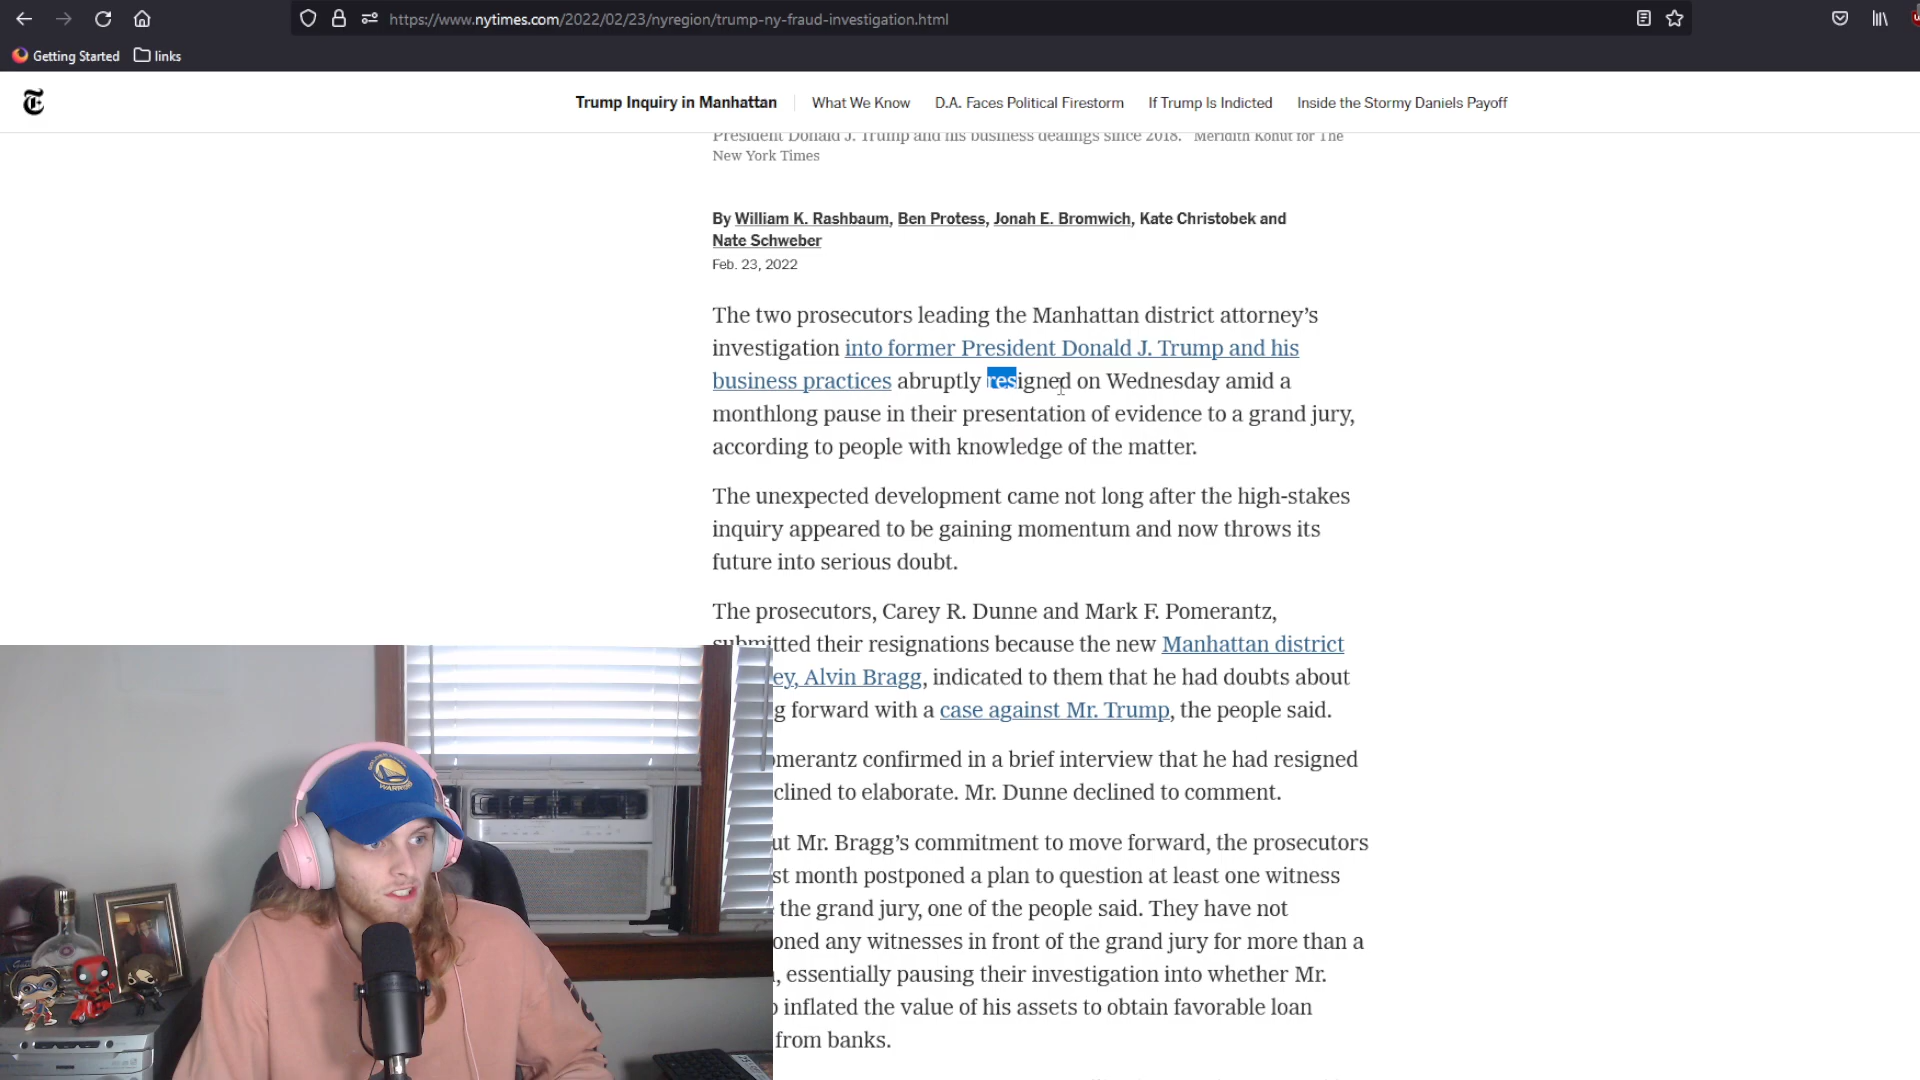 https://www.nytimes.com/2022/02/23/nyregion/trump-ny-fraud-investigation.html
Getting Started links
Trump Inquiry in Manhattan What We Know D.A. Faces Political Firestorm If Trump Is Indicted Inside the Stormy Daniels Payoff
President Donald J. Trump and his business dealings since 2018. Meridith Kohut for The
New York Times
By William K. Rashbaum, Ben Protess, Jonah E. Bromwich, Kate Christobek and
Nate Schweber
Feb. 23, 2022
The two prosecutors leading the Manhattan district attorney’s
investigation into former President Donald J. Trump and his
business practices abruptly resigned on Wednesday amid a
monthlong pause in their presentation of evidence to a grand jury,
according to people with knowledge of the matter.
The unexpected development came not long after the high-stakes
inquiry appeared to be gaining momentum and now throws its
future into serious doubt.
The prosecutors, Carey R. Dunne and Mark F. Pomerantz,
submitted their resignations because the new Manhattan district
ey, Alvin Bragg, indicated to them that he had doubts about
g forward with a case against Mr. Trump, the people said.
omerantz confirmed in a brief interview that he had resigned
clined to elaborate. Mr. Dunne declined to comment.
ut Mr. Bragg’s commitment to move forward, the prosecutors
st month postponed a plan to question at least one witness
the grand jury, one of the people said. They have not
oned any witnesses in front of the grand jury for more than a
, essentially pausing their investigation into whether Mr.
inflated the value of his assets to obtain favorable loan
from banks.
GOLDEN STATE
WARRIORS